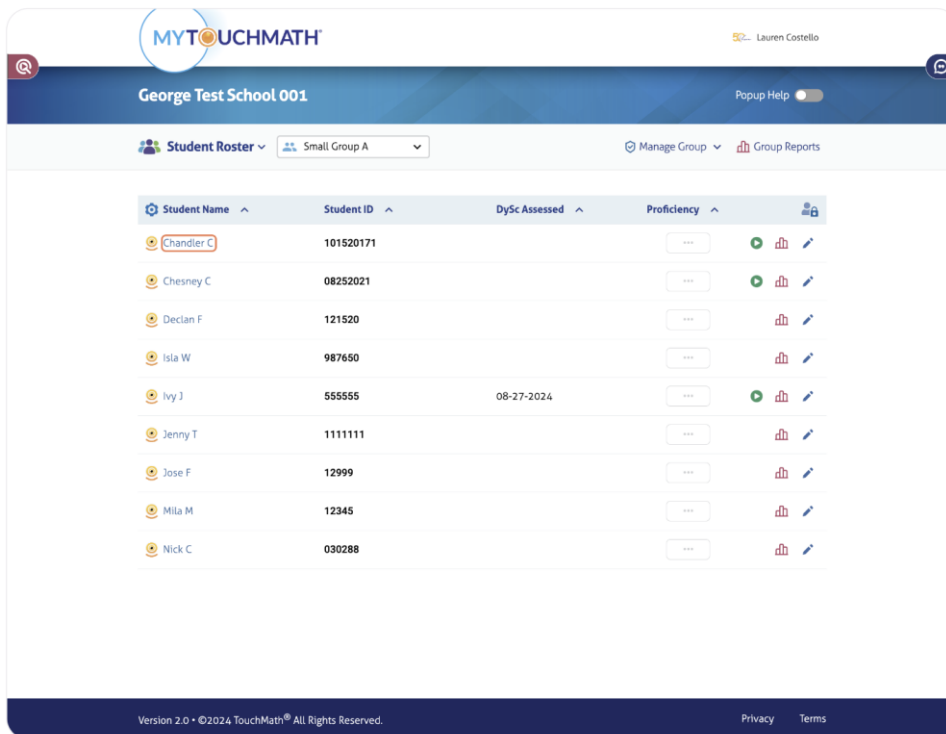 MYTOUCHMATH®
Lauren Costello
George Test School 001
Popup Help
Student Roster
Small Group A
Manage Group
Group Reports
Student Name Student ID DySc Assessed Proficiency
Chandler C 101520171 ...
Chesney C 08252021 ...
Declan F 121520 ...
Isla W 987650 ...
Ivy J 555555 08-27-2024 ...
Jenny T 1111111 ...
Jose F 12999 ...
Mila M 12345 ...
Nick C 030288 ...
Version 2.0 • ©2024 TouchMath® All Rights Reserved.
Privacy Terms